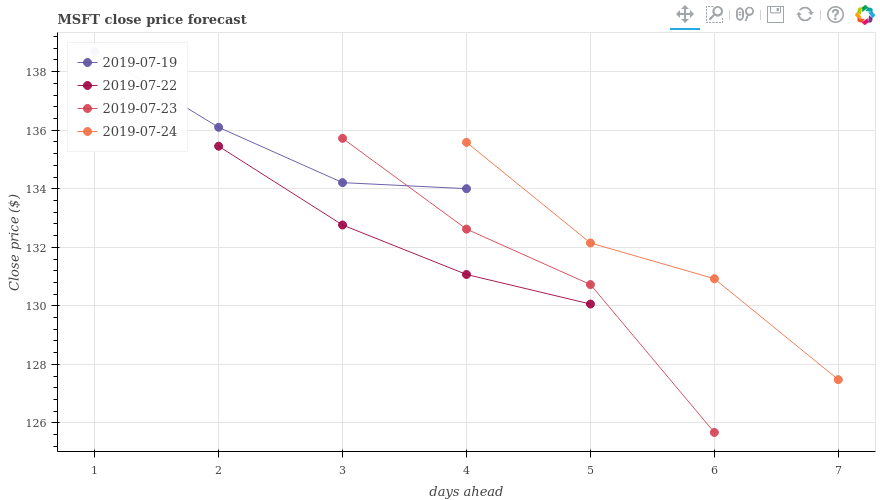 MSFT close price forecast
2019-07-19
2019-07-22
2019-07-23
2019-07-24
Close price ($)
138
136
134
132
130
128
126
1 2 3 4 5 6 7
days ahead